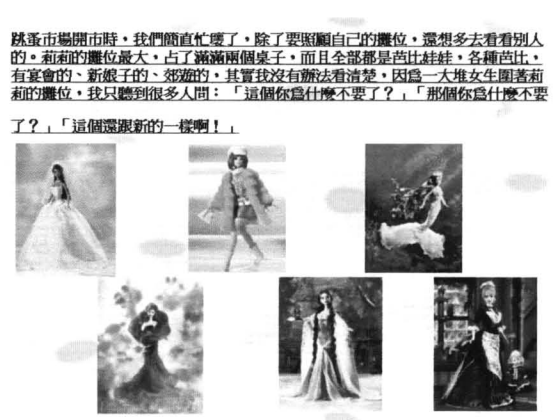 跳蚤市場開市時，我們簡直忙壞了，除了要照顧自己的攤位，還想多去看看別人
的。莉莉的攤位最大，占了滿滿兩個桌子，而且全部都是芭比娃娃，各種芭比，
有宴會的、新娘子的、郊遊的，其實我沒有辦法看清楚，因為一大堆女生圍著莉
莉的攤位，我只聽到很多人問：「這個你為什麼不要了？」「那個你為什麼不要
了？」「這個還跟新的一樣啊！」